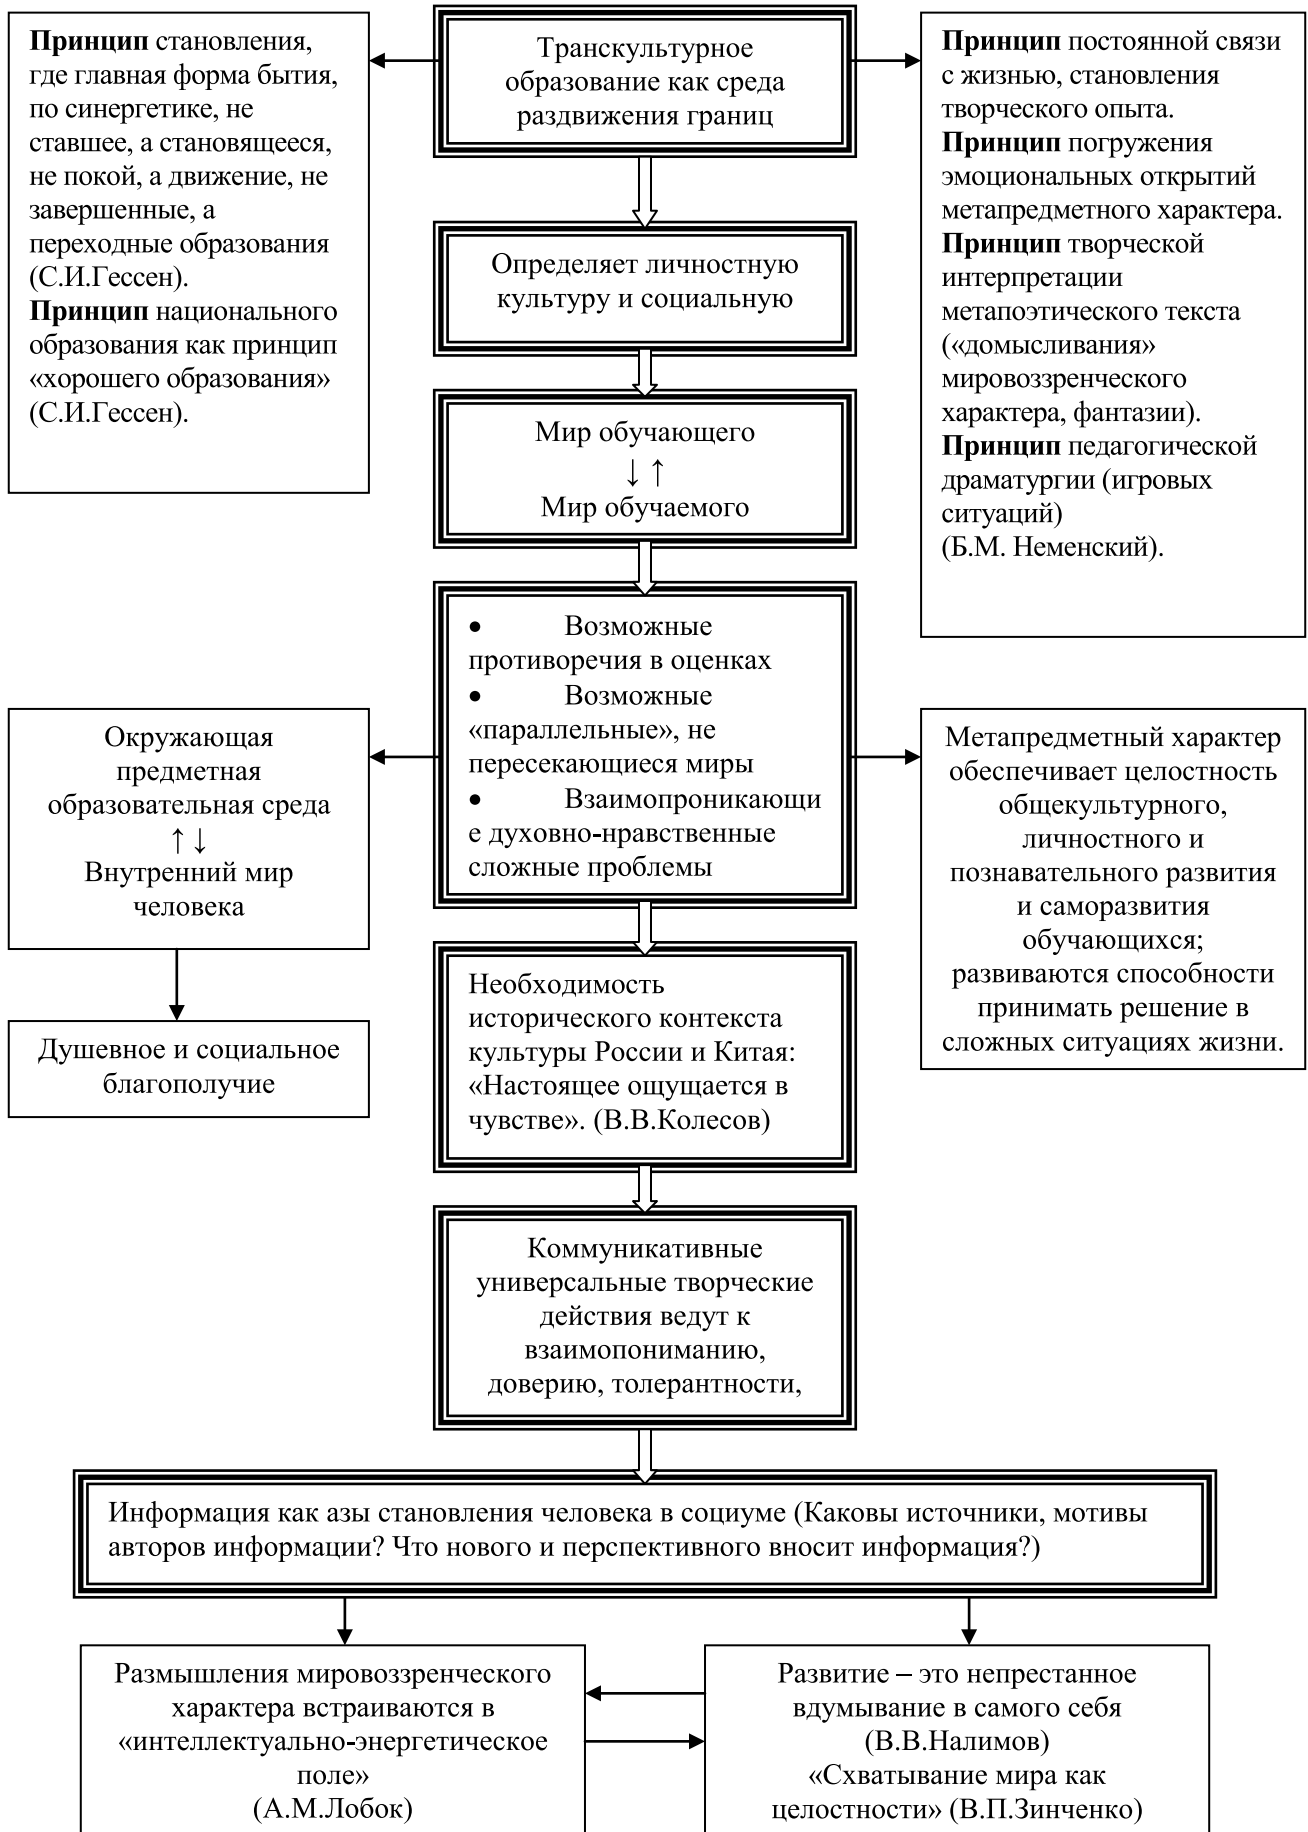 Транскультурное
образование как среда
раздвижения границ
Принцип становления,
где главная форма бытия,
по синергетике, не
ставшее, а становящееся,
не покой, а движение, не
завершенные, а
переходные образования
(С.И.Гессен).
Принцип национального
образования как принцип
«хорошего образования»
(С.И.Гессен).
Принцип постоянной связи
с жизнью, становления
творческого опыта.
Принцип погружения
эмоциональных открытий
метапредметного характера.
Принцип творческой
интерпретации
метапоэтического текста
(«домысливания»
мировоззренческого
характера, фантазии).
Принцип педагогической
драматургии (игровых
ситуаций)
(Б.М. Неменский).
Определяет личностную
культуру и социальную
Мир обучающего
↓ ↑
Мир обучаемого
• Возможные
противоречия в оценках
• Возможные
«параллельные», не
пересекающиеся миры
• Взаимопроникающи
е духовно-нравственные
сложные проблемы
Окружающая
предметная
образовательная среда
↑ ↓
Внутренний мир
человека
Душевное и социальное
благополучие
Метапредметный характер
обеспечивает целостность
общекультурного,
личностного и
познавательного развития
и саморазвития
обучающихся;
развиваются способности
принимать решение в
сложных ситуациях жизни.
Необходимость
исторического контекста
культуры России и Китая:
«Настоящее ощущается в
чувстве». (В.В.Колесов)
Коммуникативные
универсальные творческие
действия ведут к
взаимопониманию,
доверию, толерантности,
Информация как азы становления человека в социуме (Каковы источники, мотивы
авторов информации? Что нового и перспективного вносит информация?)
Размышления мировоззренческого
характера встраиваются в
«интеллектуально-энергетическое
поле»
(А.М.Лобок)
Развитие – это непрестанное
вдумывание в самого себя
(В.В.Налимов)
«Схватывание мира как
целостности» (В.П.Зинченко)